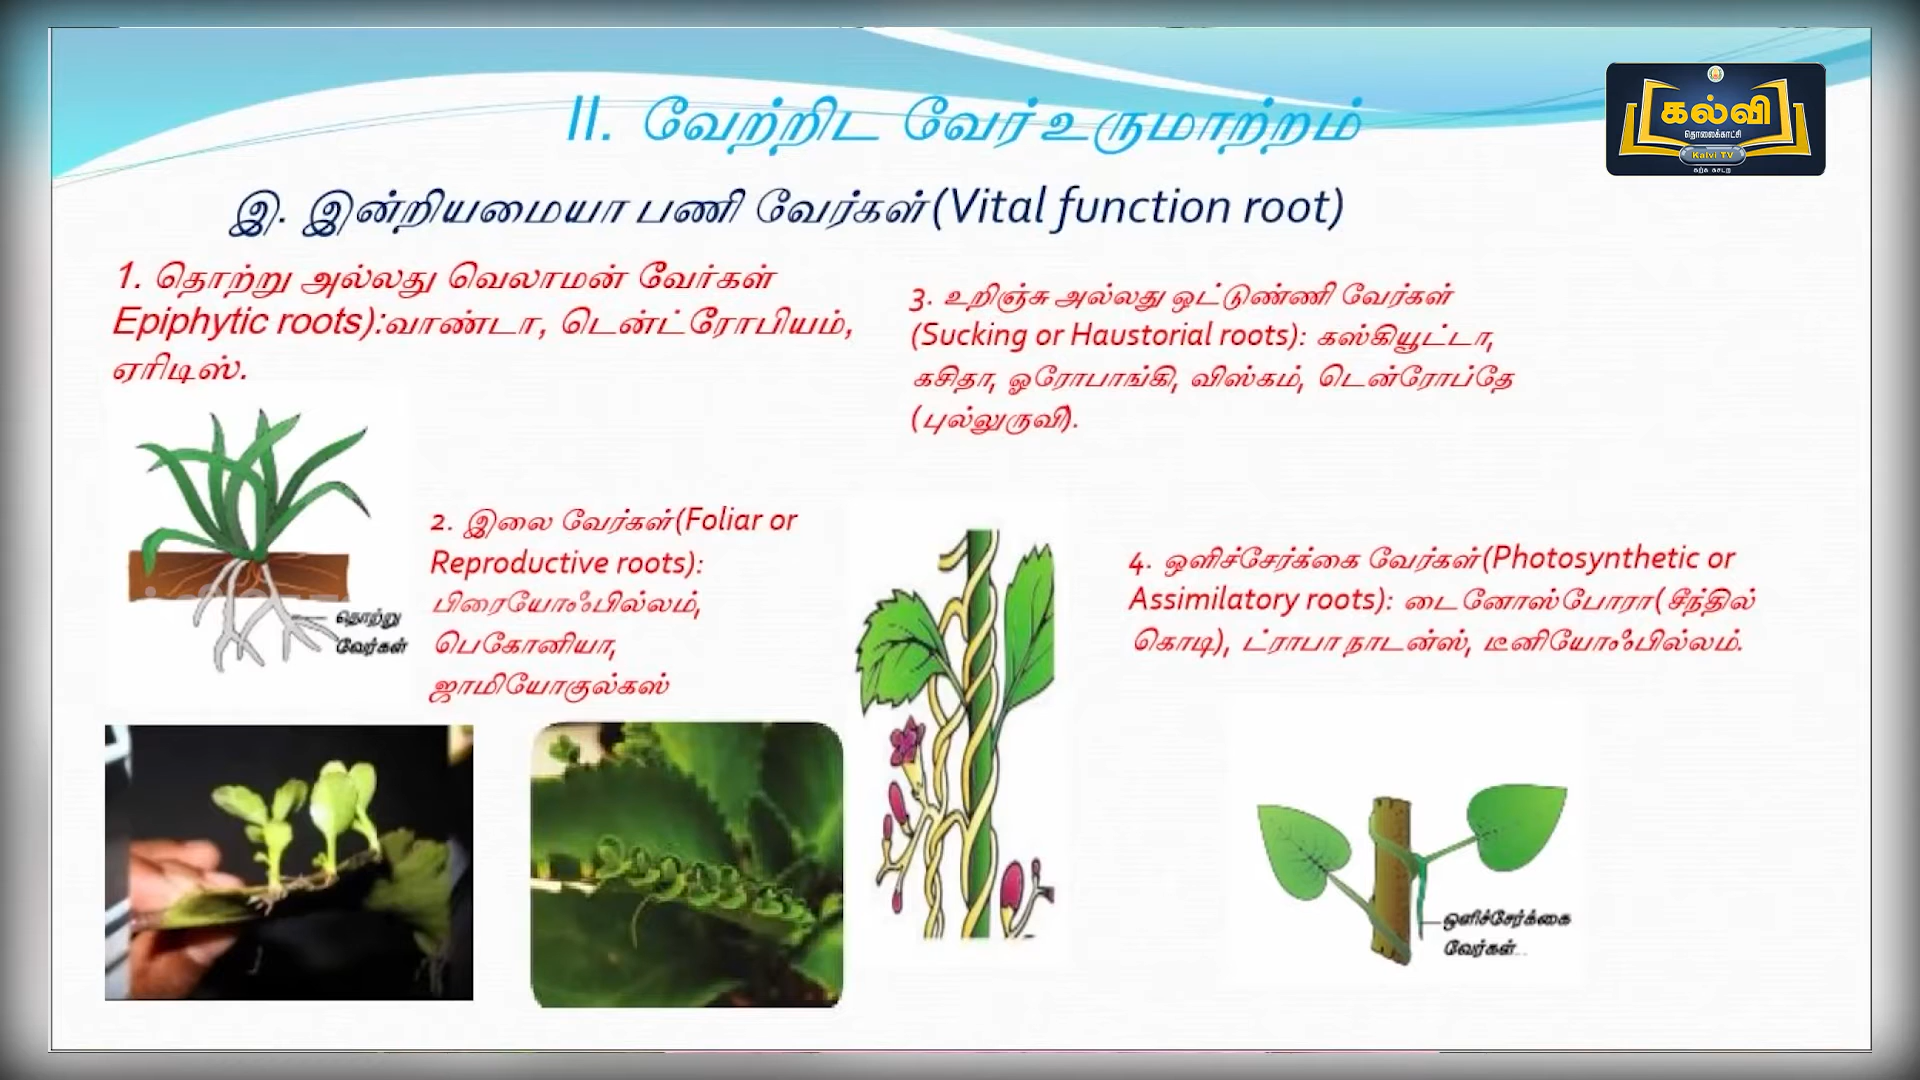 II. வேற்றிட வேர் உருமாற்றம்
கல்வி
தொலைக்காட்சி
Kalvi TV
கற்க கசடற
இ. இன்றியமையா பணி வேர்கள்(Vital function root)
1. தொற்று அல்லது வெலாமன் வேர்கள்
Epiphytic roots):வாண்டா, டென்ட்ரோபியம்,
ஏரிடிஸ்.
3. உறிஞ்சு அல்லது ஒட்டுண்ணி வேர்கள்
(Sucking or Haustorial roots): கஸ்கியூட்டா,
கசிதா, ஓரோபாங்கி, விஸ்கம், டென்ரோப்தே
(புல்லுருவி).
தொற்று
வேர்கள்
2. இலை வேர்கள்(Foliar or
Reproductive roots):
பிரையோஃபில்லம்,
பெகோனியா,
ஜாமியோகுல்கஸ்
4. ஒளிச்சேர்க்கை வேர்கள்(Photosynthetic or
Assimilatory roots): டைனோஸ்போரா(சீந்தில்
கொடி), ட்ராபா நாடன்ஸ், டீனியோஃபில்லம்.
ஒளிச்சேர்க்கை
வேர்கள்